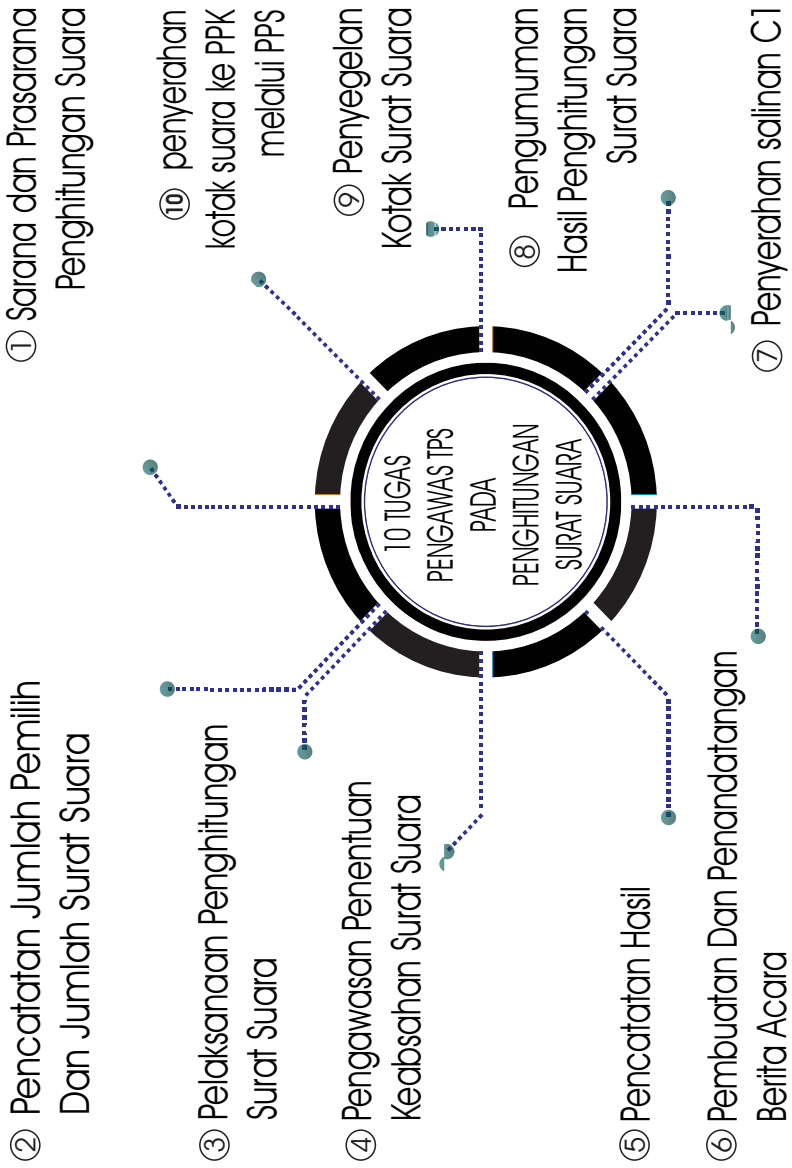 10 TUGAS
PENGAWAS TPS
PADA
PENGHITUNGAN
SURAT SUARA
① Sarana dan Prasarana
Penghitungan Suara
② Pencatatan Jumlah Pemilih
Dan Jumlah Surat Suara
③ Pelaksanaan Penghitungan
Surat Suara
④ Pengawasan Penentuan
Keabsahan Surat Suara
⑤ Pencatatan Hasil
⑥ Pembuatan Dan Penandatangan
Berita Acara
⑦ Penyerahan salinan C1
⑧ Pengumuman
Hasil Penghitungan
Surat Suara
⑨ Penyegelan
Kotak Surat Suara
⑩ penyerahan
kotak suara ke PPK
melalui PPS